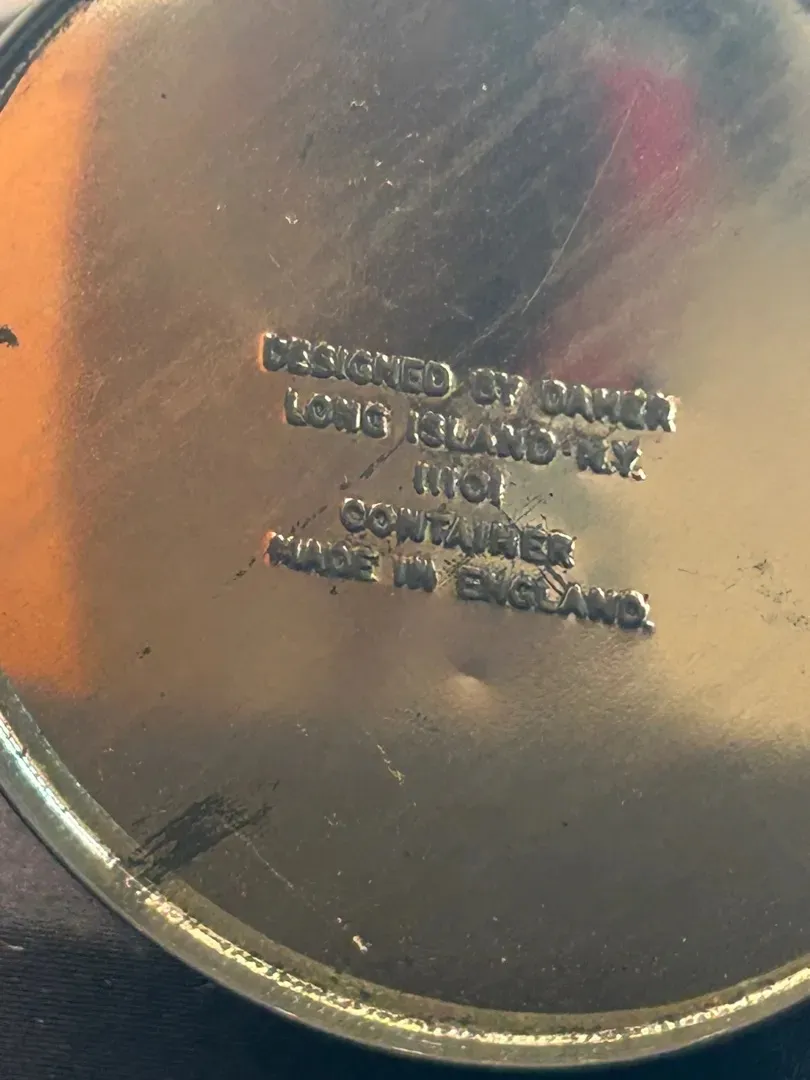 DESIGNED BY DAHER
LONG ISLAND N.Y.
11101
CONTAINER
MADE IN ENGLAND.